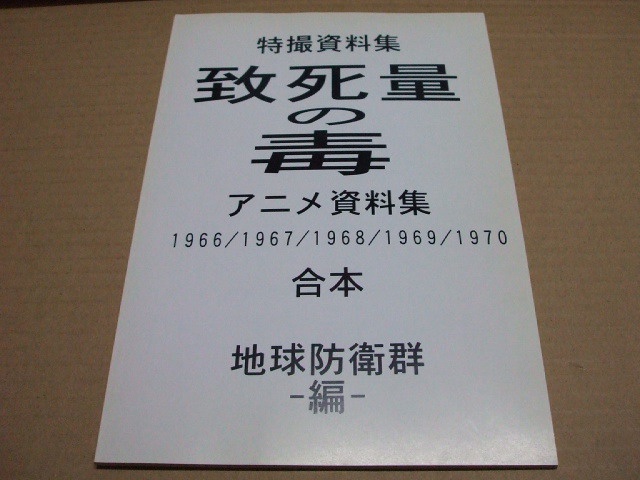 特撮資料集
致死量
の
毒
アニメ資料集
1966/1967/1968/1969/1970
合本
地球防衛群
-編-